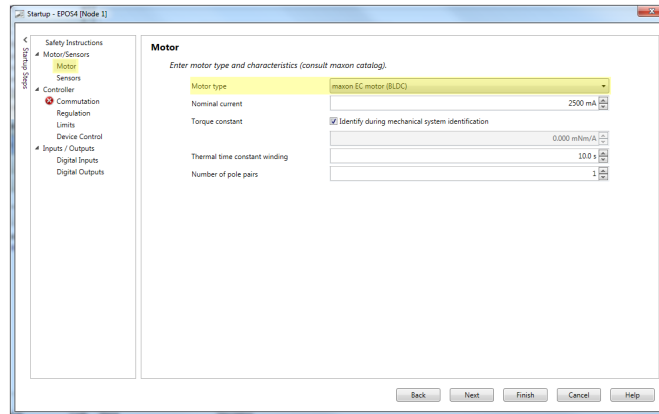 Startup - EPOS4 [Node 1]
Startup Steps
Safety Instructions
Motor/Sensors
Motor
Sensors
Controller
Commutation
Regulation
Limits
Device Control
Inputs / Outputs
Digital Inputs
Digital Outputs
Motor
Enter motor type and characteristics (consult maxon catalog).
Motor type maxon EC motor (BLDC)
Nominal current 2500 mA
Torque constant Identify during mechanical system identification
0.000 mNm/A
Thermal time constant winding 10.0 s
Number of pole pairs 1
Back Next Finish Cancel Help